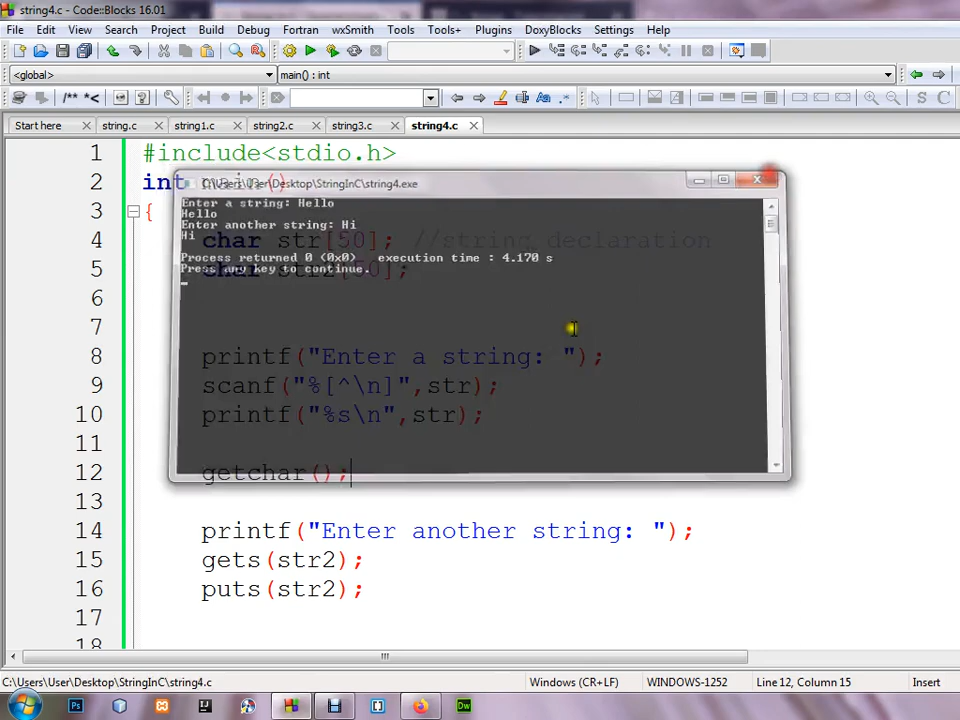 string4.c - Code::Blocks 16.01
File Edit View Search Project Build Debug Fortran wxSmith Tools Tools+ Plugins DoxyBlocks Settings Help
<global> main() : int
/** *<
Start here string.c string1.c string2.c string3.c string4.c
1 #include<stdio.h>
2 int main()
C:\Users\User\Desktop\StringInC\string4.exe
3 {
Enter a string: Hello
Hello
Enter another string: Hi
Hi
4 char str[50]; //string declaration
Process returned 0 (0x0) execution time : 4.170 s
Press any key to continue.
5 char str2[50];
6
7
8 printf("Enter a string: ");
9 scanf("%[^\n]",str);
10 printf("%s\n",str);
11
12 getchar();
13
14 printf("Enter another string: ");
15 gets(str2);
16 puts(str2);
17
18
C:\Users\User\Desktop\StringInC\string4.c Windows (CR+LF) WINDOWS-1252 Line 12, Column 15 Insert
Ps Dw